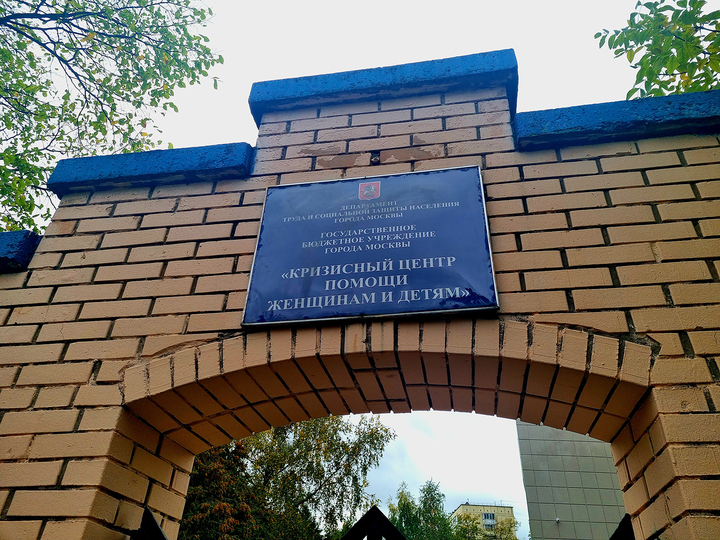 ДЕПАРТАМЕНТ
ТРУДА И СОЦИАЛЬНОЙ ЗАЩИТЫ НАСЕЛЕНИЯ
ГОРОДА МОСКВЫ
ГОСУДАРСТВЕННОЕ
БЮДЖЕТНОЕ УЧРЕЖДЕНИЕ
ГОРОДА МОСКВЫ
«КРИЗИСНЫЙ ЦЕНТР
ПОМОЩИ
ЖЕНЩИНАМ И ДЕТЯМ»